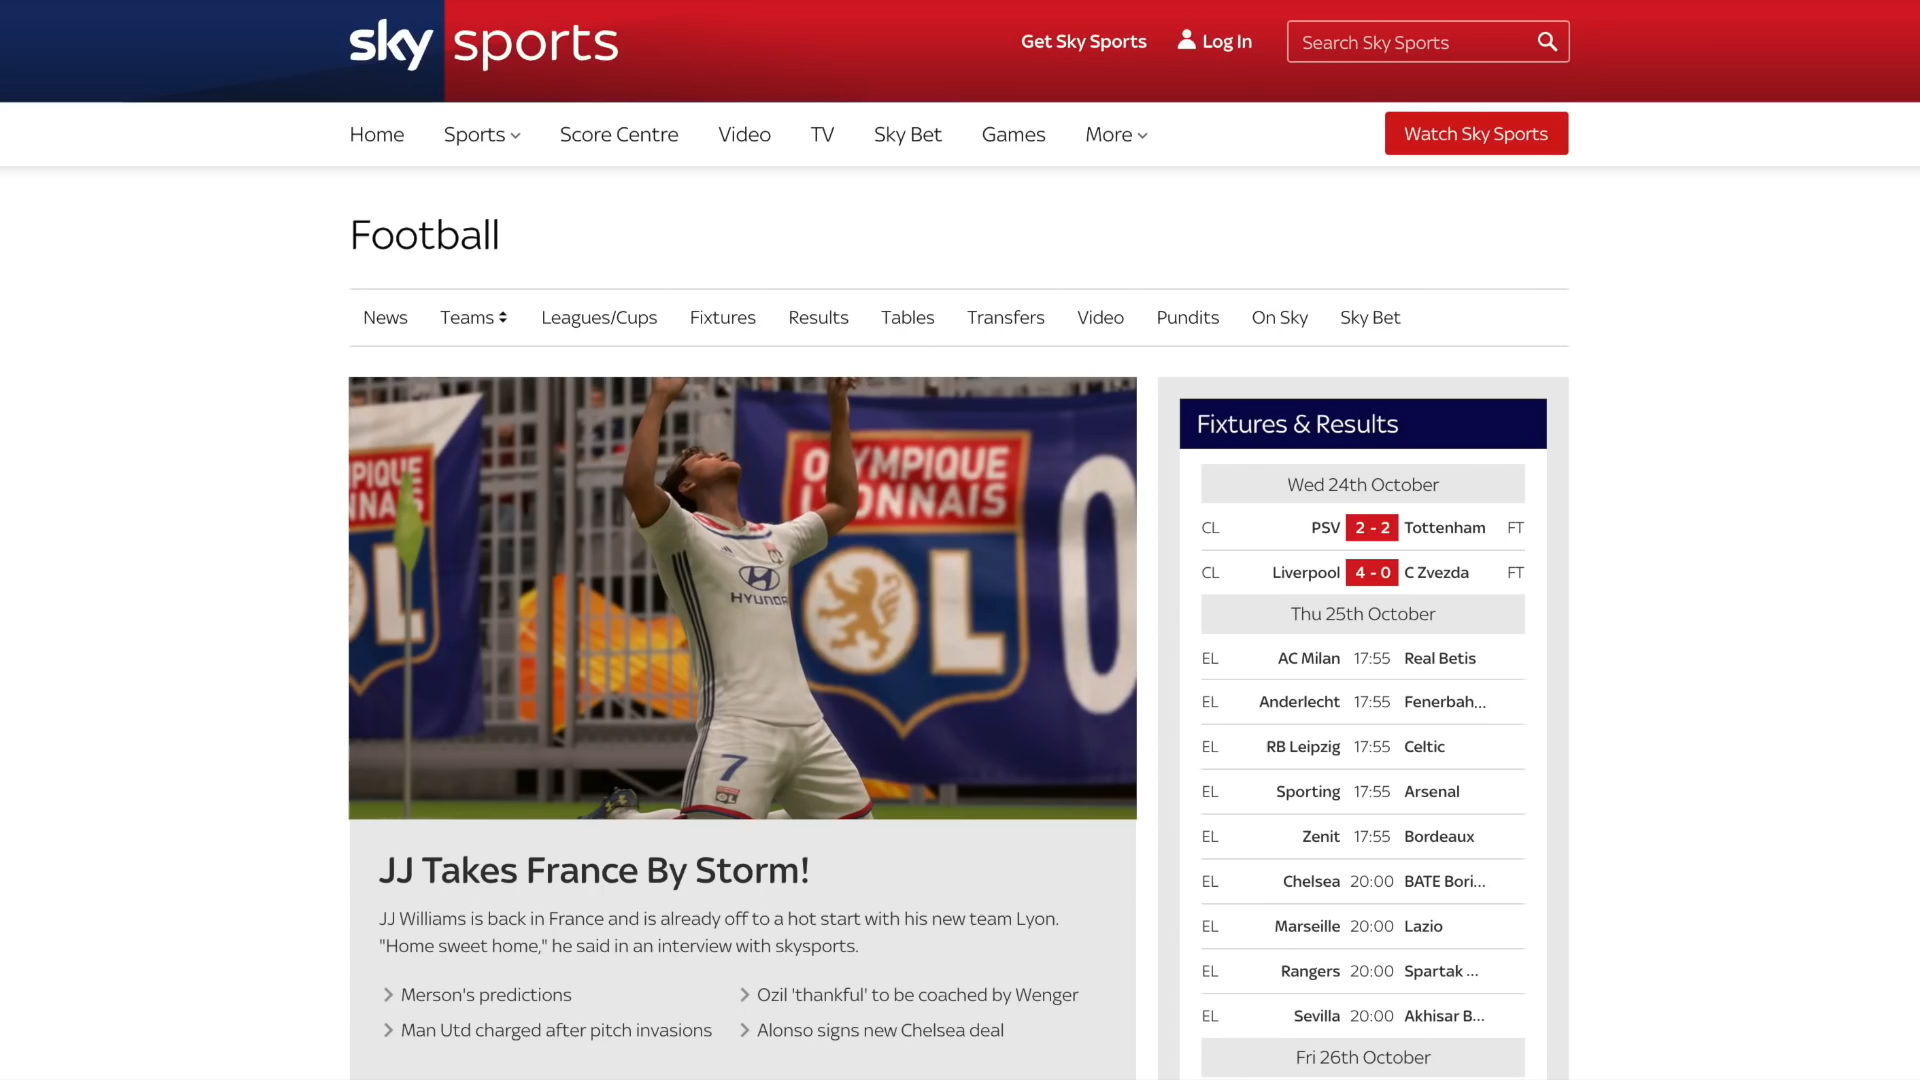 sky sports
Get Sky Sports
Log In
Search Sky Sports
Home
Sports
Score Centre
Video
TV
Sky Bet
Games
More
Watch Sky Sports
Football
News
Teams
Leagues/Cups
Fixtures
Results
Tables
Transfers
Video
Pundits
On Sky
Sky Bet
OLYMPIQUE
LYONNAIS
OL
HYUNDAI
7
OL
JJ Takes France By Storm!
JJ Williams is back in France and is already off to a hot start with his new team Lyon.
"Home sweet home," he said in an interview with skysports.
Merson's predictions
Ozil 'thankful' to be coached by Wenger
Man Utd charged after pitch invasions
Alonso signs new Chelsea deal
Fixtures & Results
Wed 24th October
CL PSV 2 - 2 Tottenham FT
CL Liverpool 4 - 0 C Zvezda FT
Thu 25th October
EL AC Milan 17:55 Real Betis
EL Anderlecht 17:55 Fenerbah...
EL RB Leipzig 17:55 Celtic
EL Sporting 17:55 Arsenal
EL Zenit 17:55 Bordeaux
EL Chelsea 20:00 BATE Bori...
EL Marseille 20:00 Lazio
EL Rangers 20:00 Spartak ...
EL Sevilla 20:00 Akhisar B...
Fri 26th October